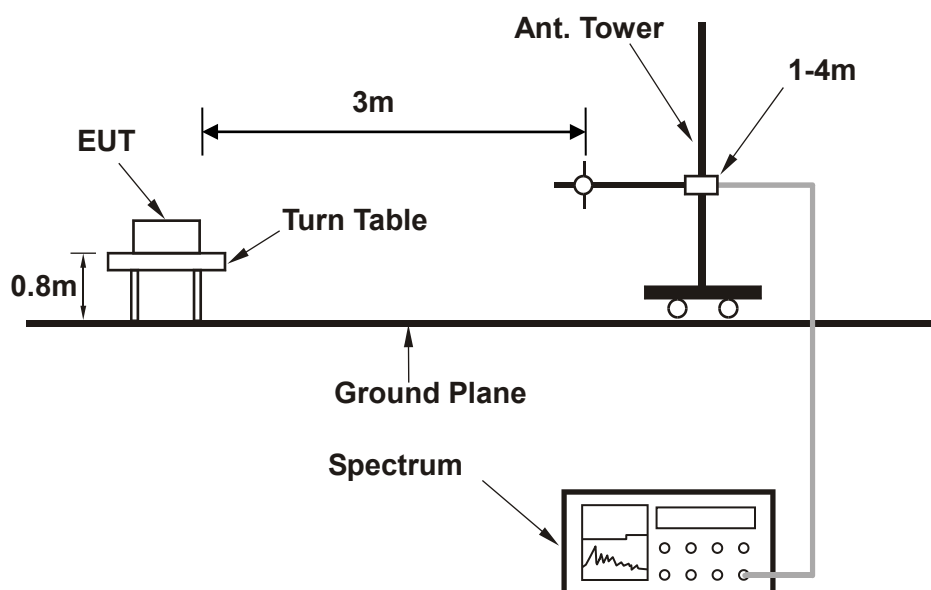 Ant. Tower
1-4m
3m
EUT
Turn Table
0.8m
Ground Plane
Spectrum